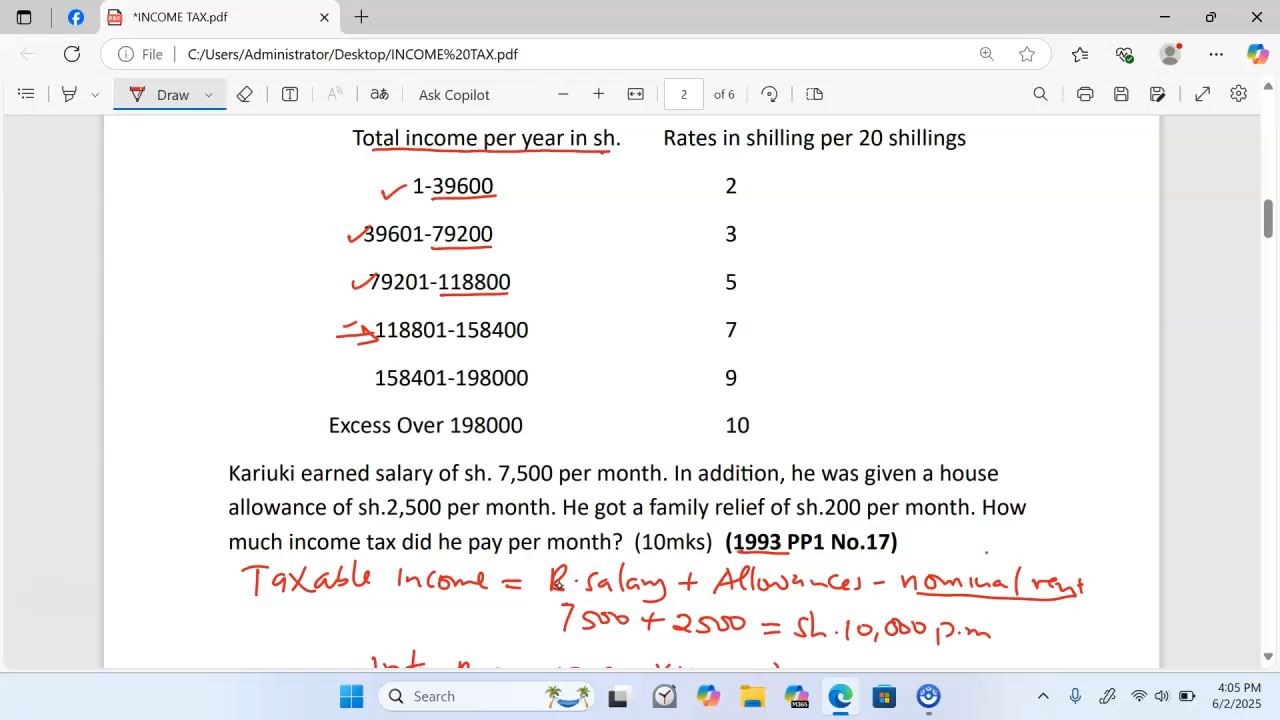 *INCOME TAX.pdf
File C:/Users/Administrator/Desktop/INCOME%20TAX.pdf
Draw Ask Copilot 2 of 6
Total income per year in sh. Rates in shilling per 20 shillings
1-39600 2
39601-79200 3
79201-118800 5
118801-158400 7
158401-198000 9
Excess Over 198000 10
Kariuki earned salary of sh. 7,500 per month. In addition, he was given a house
allowance of sh.2,500 per month. He got a family relief of sh.200 per month. How
much income tax did he pay per month? (10mks) (1993 PP1 No.17)
Taxable Income = B.salary + Allowances - nominal rent
7500 + 2500 = sh.10,000 p.m
Search
4:05 PM
6/2/2025